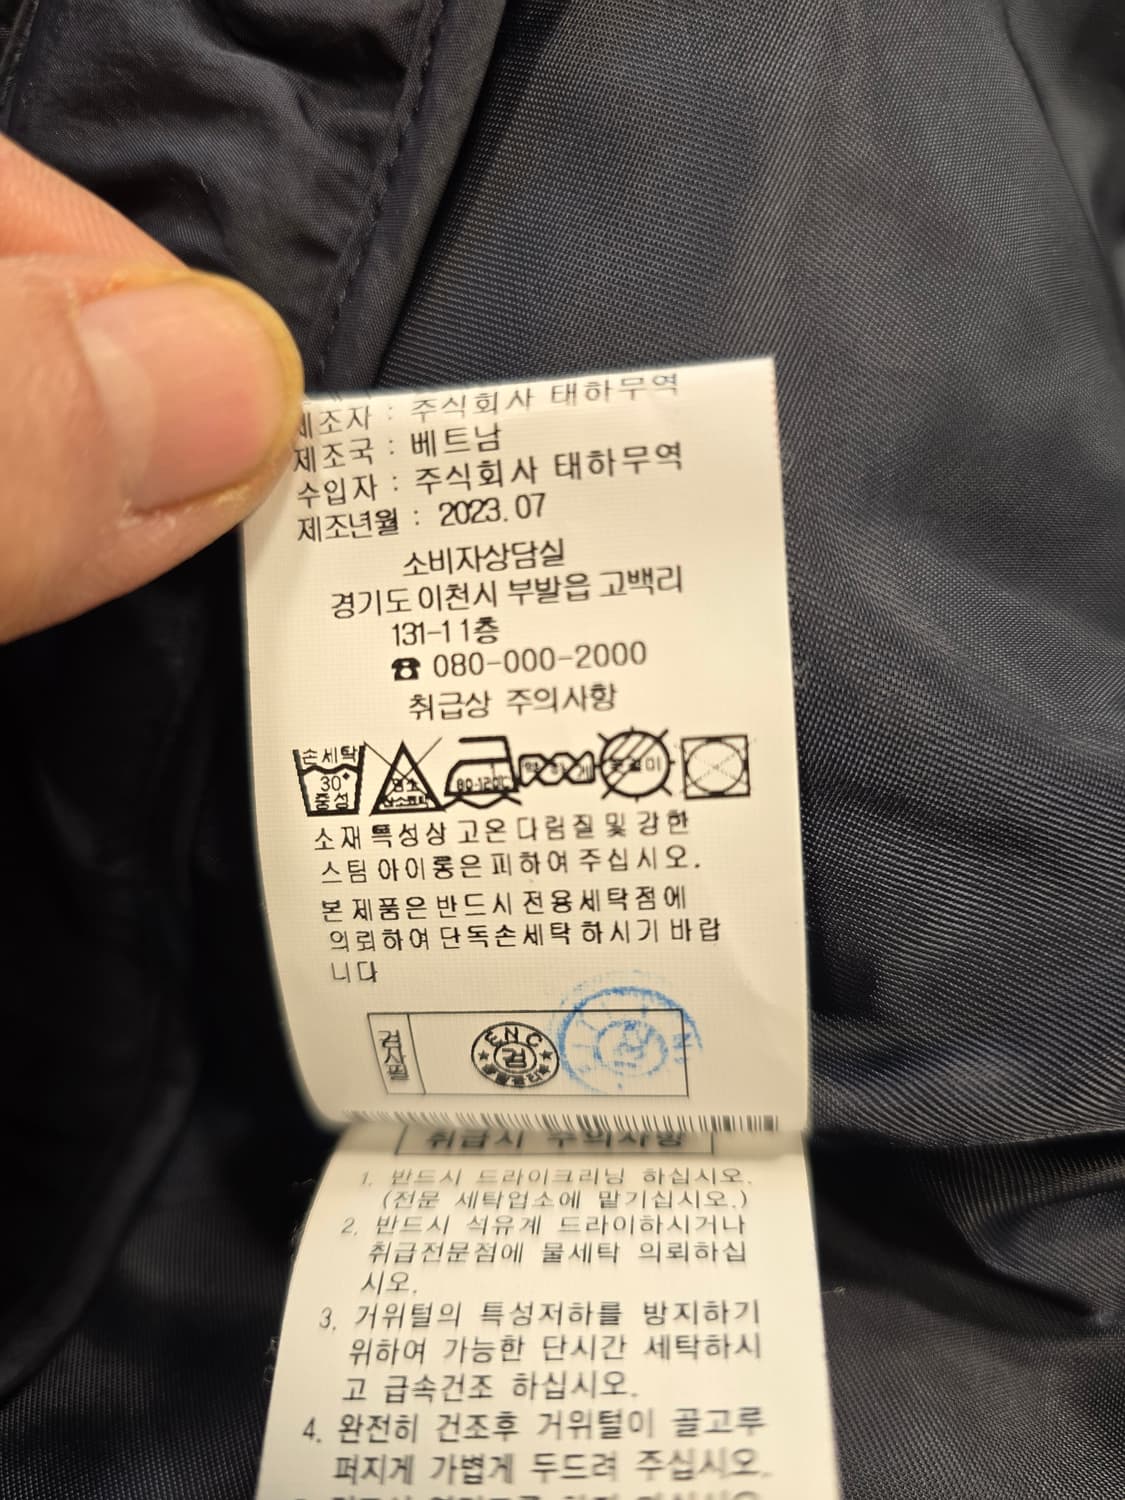 제조자 : 주식회사 태하무역
제조국 : 베트남
수입자 : 주식회사 태하무역
제조년월 : 2023. 07
소비자상담실
경기도 이천시 부발읍 고백리
131-1 1층
☎ 080-000-2000
취급상 주의사항
손세탁
30°
중성
80-120℃
소재 특성상 고온 다림질 및 강한
스팀 아이롱은 피하여 주십시오.
본 제품은 반드시 전용세탁점에
의뢰하여 단독손세탁 하시기 바랍
니다
검사필
ENC
검
취급시 주의사항
1. 반드시 드라이크리닝 하십시오.
(전문 세탁업소에 맡기십시오.)
2. 반드시 석유계 드라이하시거나
취급전문점에 물세탁 의뢰하십
시오.
3. 거위털의 특성저하를 방지하기
위하여 가능한 단시간 세탁하시
고 급속건조 하십시오.
4. 완전히 건조후 거위털이 골고루
퍼지게 가볍게 두드려 주십시오.